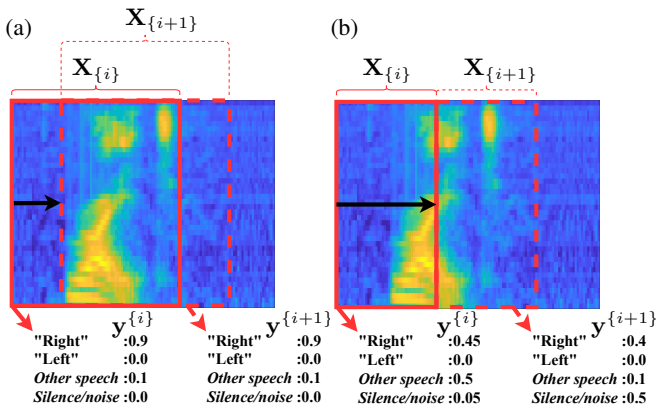 (a)
X{i+1}
X{i}
(b)
X{i}
X{i+1}
y{i}
"Right" :0.9
"Left" :0.0
Other speech :0.1
Silence/noise :0.0
y{i+1}
"Right" :0.9
"Left" :0.0
Other speech :0.1
Silence/noise :0.0
y{i}
"Right" :0.45
"Left" :0.0
Other speech :0.5
Silence/noise :0.05
y{i+1}
"Right" :0.4
"Left" :0.0
Other speech :0.1
Silence/noise :0.5